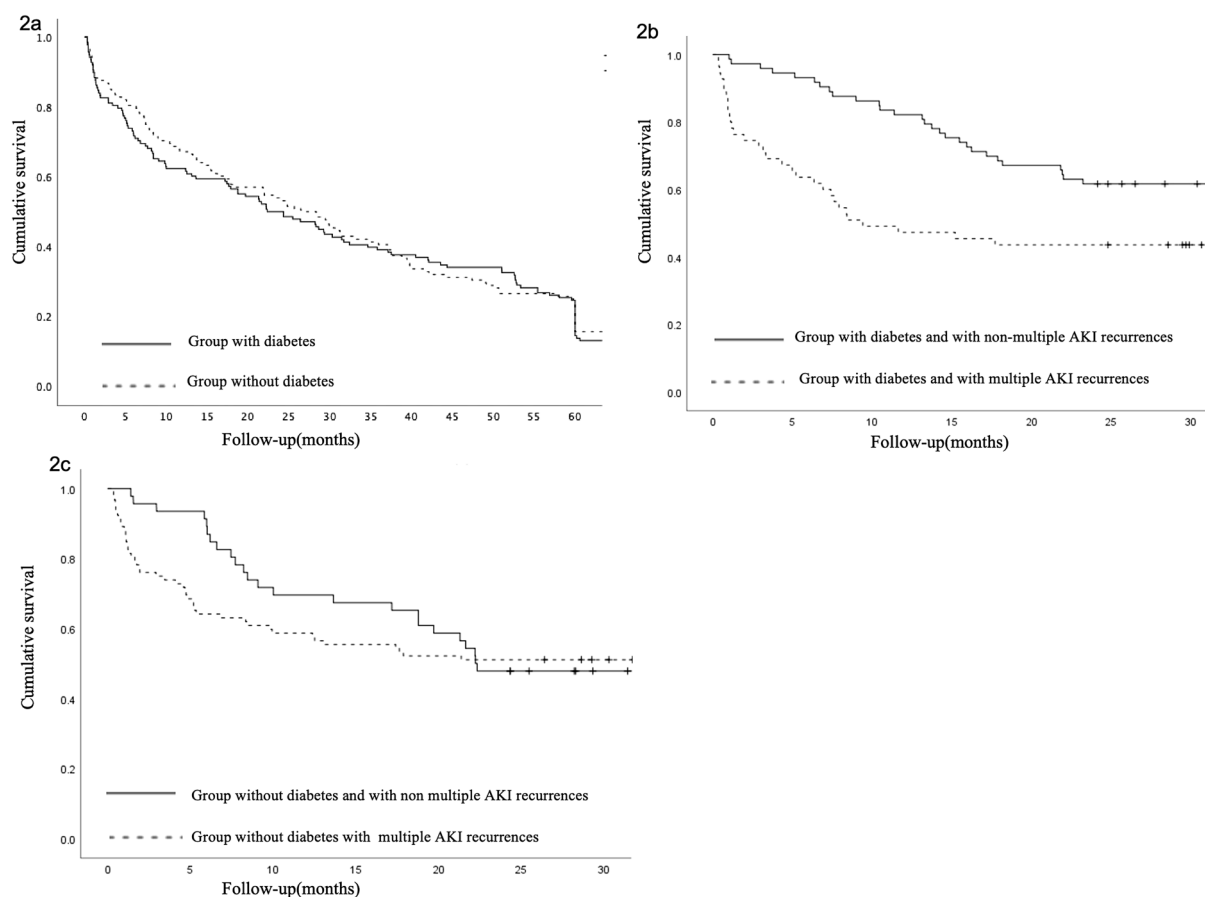 2a
1.0
0.8
0.6
0.4
0.2
0.0
Cumulative survival
Group with diabetes
Group without diabetes
0 5 10 15 20 25 30 35 40 45 50 55 60
Follow-up(months)
2b
1.0
0.8
0.6
0.4
0.2
0.0
Cumulative survival
Group with diabetes and with non-multiple AKI recurrences
Group with diabetes and with multiple AKI recurrences
0 5 10 15 20 25 30
Follow-up(months)
2c
1.0
0.8
0.6
0.4
0.2
0.0
Cumulative survival
Group without diabetes and with non multiple AKI recurrences
Group without diabetes with multiple AKI recurrences
0 5 10 15 20 25 30
Follow-up(months)